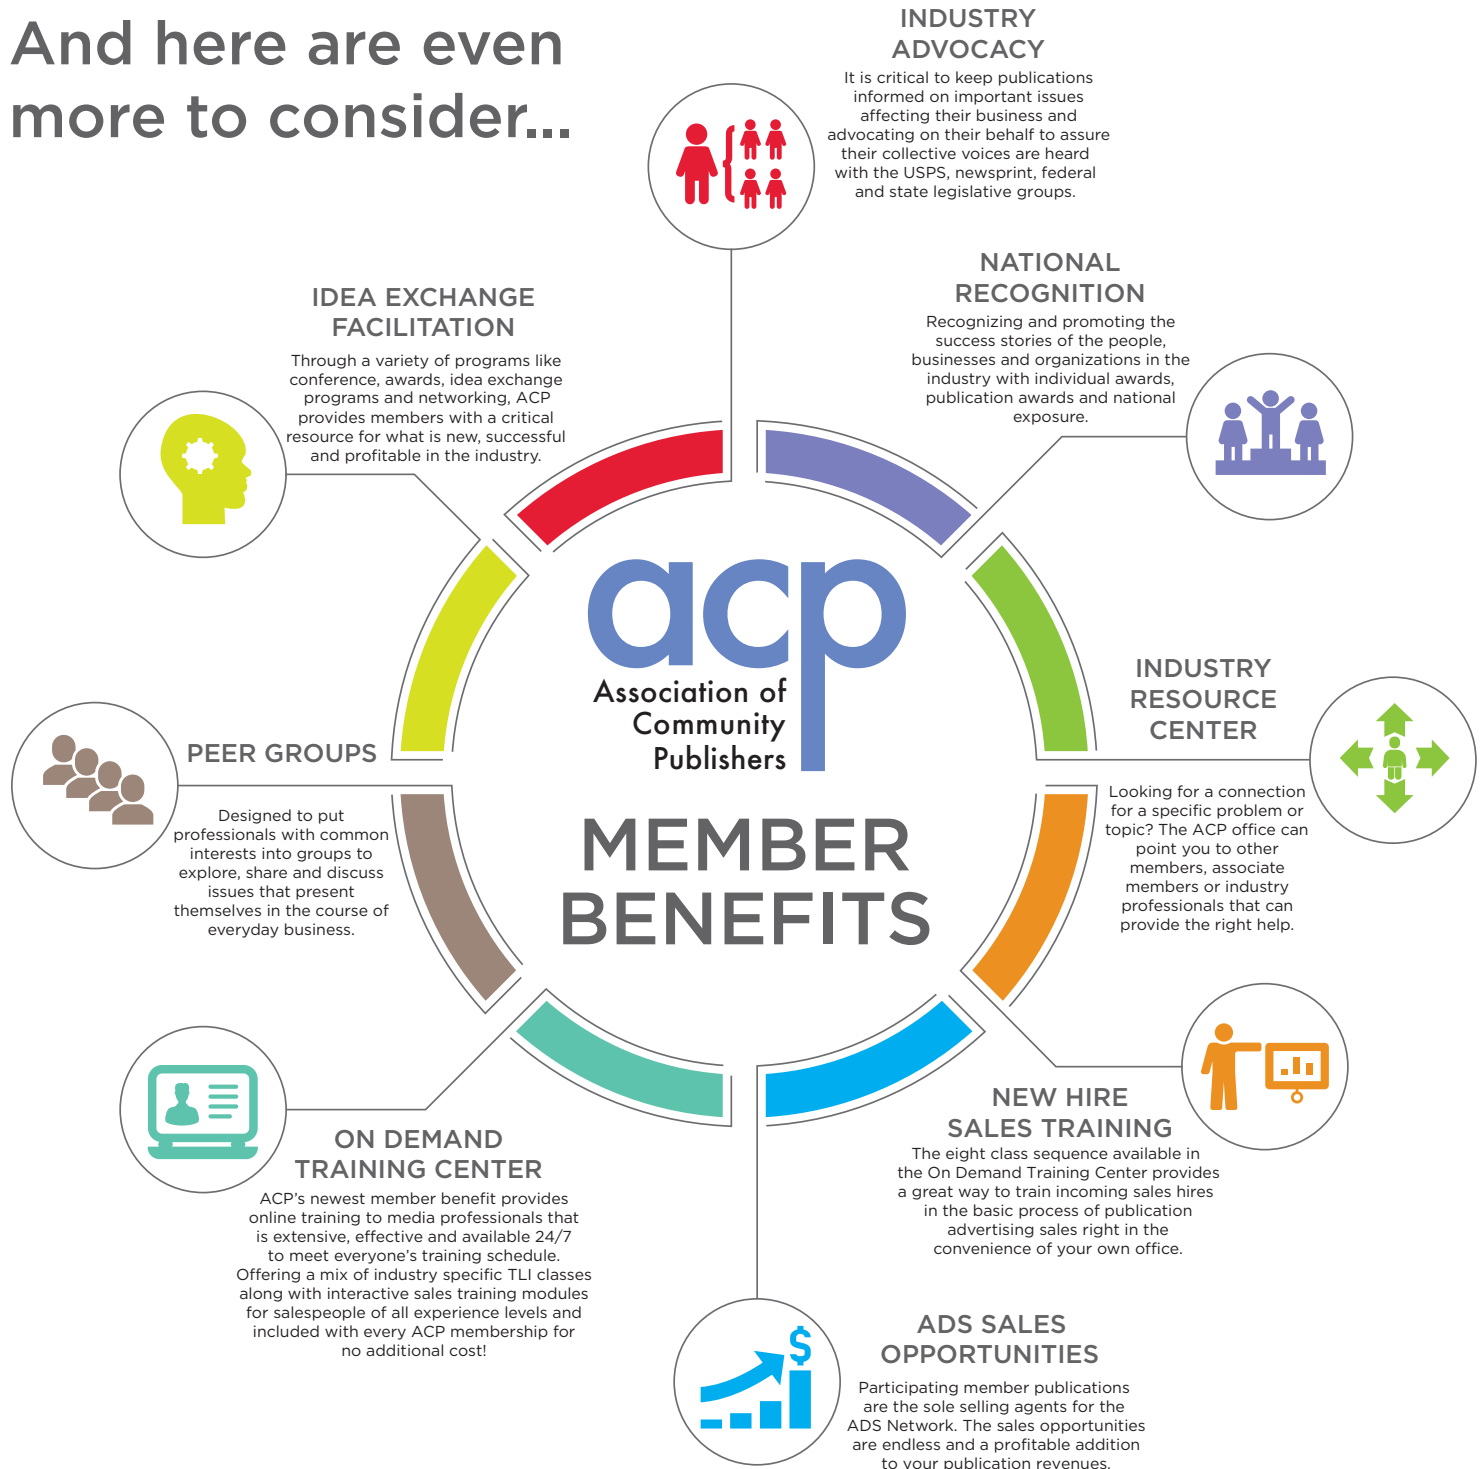 And here are even
more to consider...
INDUSTRY
ADVOCACY
It is critical to keep publications
informed on important issues
affecting their business and
advocating on their behalf to assure
their collective voices are heard
with the USPS, newsprint, federal
and state legislative groups.
NATIONAL
RECOGNITION
Recognizing and promoting the
success stories of the people,
businesses and organizations in the
industry with individual awards,
publication awards and national
exposure.
IDEA EXCHANGE
FACILITATION
Through a variety of programs like
conference, awards, idea exchange
programs and networking, ACP
provides members with a critical
resource for what is new, successful
and profitable in the industry.
acp
Association of
Community
Publishers
MEMBER
BENEFITS
INDUSTRY
RESOURCE
CENTER
Looking for a connection
for a specific problem or
topic? The ACP office can
point you to other
members, associate
members or industry
professionals that can
provide the right help.
PEER GROUPS
Designed to put
professionals with common
interests into groups to
explore, share and discuss
issues that present
themselves in the course of
everyday business.
NEW HIRE
SALES TRAINING
The eight class sequence available in
the On Demand Training Center provides
a great way to train incoming sales hires
in the basic process of publication
advertising sales right in the
convenience of your own office.
ON DEMAND
TRAINING CENTER
ACP's newest member benefit provides
online training to media professionals that
is extensive, effective and available 24/7
to meet everyone's training schedule.
Offering a mix of industry specific TLI classes
along with interactive sales training modules
for salespeople of all experience levels and
included with every ACP membership for
no additional cost!
$
ADS SALES
OPPORTUNITIES
Participating member publications
are the sole selling agents for the
ADS Network. The sales opportunities
are endless and a profitable addition
to your publication revenues.